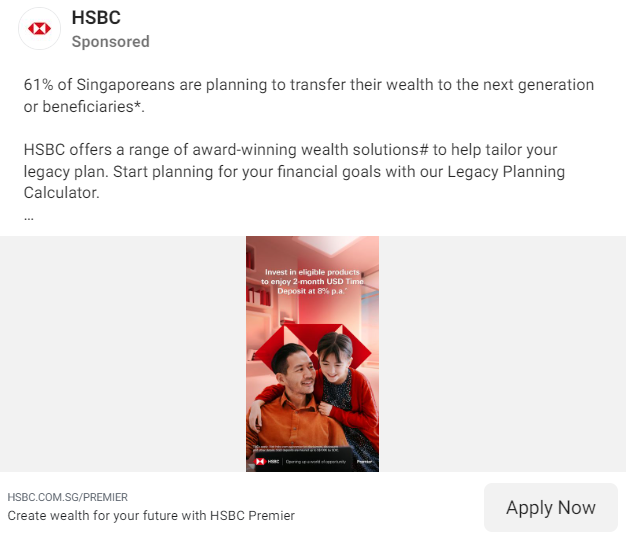 HSBC
Sponsored
61% of Singaporeans are planning to transfer their wealth to the next generation
or beneficiaries*.
HSBC offers a range of award-winning wealth solutions# to help tailor your
legacy plan. Start planning for your financial goals with our Legacy Planning
Calculator.
...
Invest in eligible products
to enjoy 2-month USD Time
Deposit at 8% p.a.*
HSBC | Opening up a world of opportunity
Premier
HSBC.COM.SG/PREMIER
Create wealth for your future with HSBC Premier
Apply Now